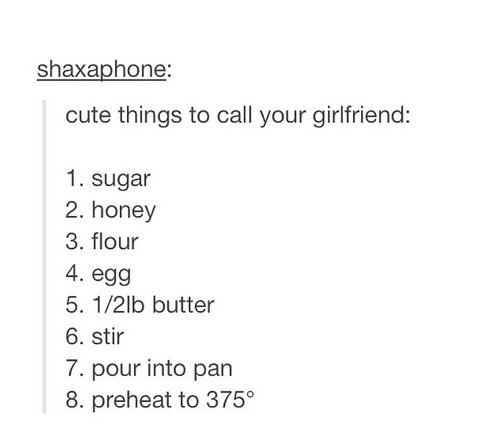 shaxaphone:
cute things to call your girlfriend:
1. sugar
2. honey
3. flour
4. egg
5. 1/2lb butter
6. stir
7. pour into pan
8. preheat to 375°